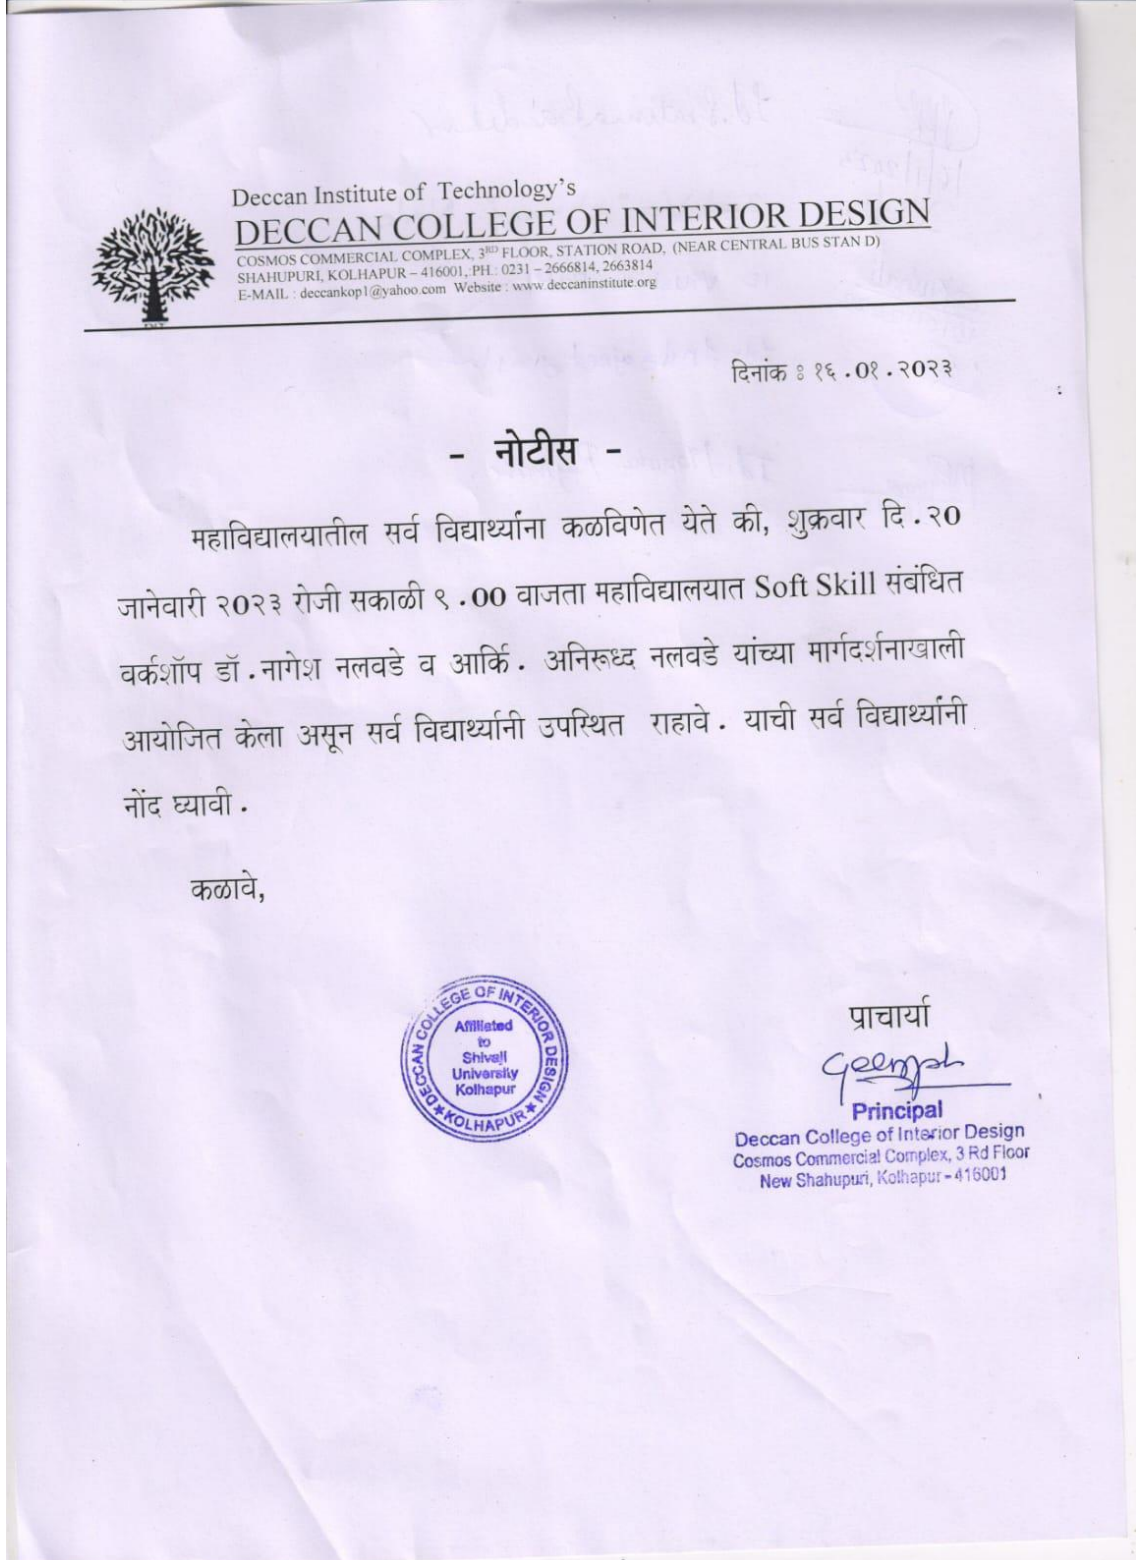 Deccan Institute of Technology's
DECCAN COLLEGE OF INTERIOR DESIGN
COSMOS COMMERCIAL COMPLEX, 3RD FLOOR, STATION ROAD, (NEAR CENTRAL BUS STAN D)
SHAHUPURI, KOLHAPUR – 416001, PH.: 0231 – 2666814, 2663814
E-MAIL : deccankop1@yahoo.com Website : www.deccaninstitute.org
दिनांक : १६.०१.२०२३
- नोटीस -
महाविद्यालयातील सर्व विद्यार्थ्यांना कळविणेत येते की, शुक्रवार दि.२०
जानेवारी २०२३ रोजी सकाळी ९.०० वाजता महाविद्यालयात Soft Skill संबंधित
वर्कशॉप डॉ.नागेश नलवडे व आर्कि. अनिरूध्द नलवडे यांच्या मार्गदर्शनाखाली
आयोजित केला असून सर्व विद्यार्थ्यांनी उपस्थित राहावे. याची सर्व विद्यार्थ्यांनी
नोंद घ्यावी.
कळावे,
DECCAN COLLEGE OF INTERIOR DESIGN
Affiliated
to
Shivaji
University
Kolhapur
★ KOLHAPUR ★
प्राचार्या
Principal
Deccan College of Interior Design
Cosmos Commercial Complex, 3 Rd Floor
New Shahupuri, Kolhapur - 416001